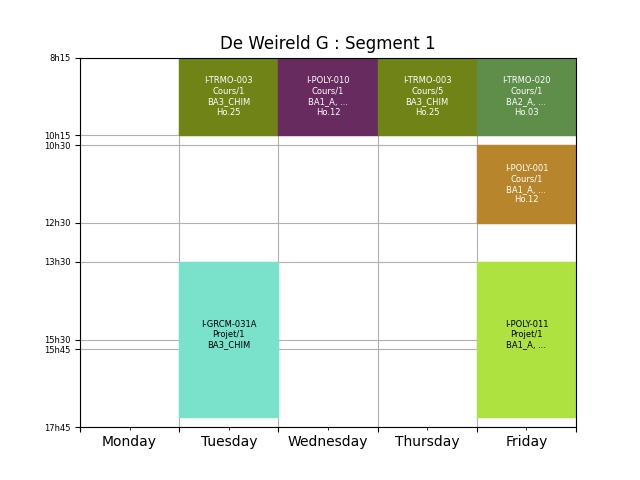 De Weireld G : Segment 1
8h15
10h15
10h30
12h30
13h30
15h30
15h45
17h45
I-TRMO-003
Cours/1
BA3_CHIM
Ho.25
I-POLY-010
Cours/1
BA1_A, ...
Ho.12
I-TRMO-003
Cours/5
BA3_CHIM
Ho.25
I-TRMO-020
Cours/1
BA2_A, ...
Ho.03
I-POLY-001
Cours/1
BA1_A, ...
Ho.12
I-GRCM-031A
Projet/1
BA3_CHIM
I-POLY-011
Projet/1
BA1_A, ...
Monday
Tuesday
Wednesday
Thursday
Friday